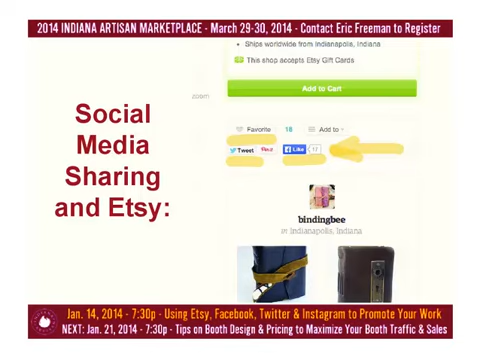 2014 INDIANA ARTISAN MARKETPLACE - March 29-30, 2014 - Contact Eric Freeman to Register
• Ships worldwide from Indianapolis, Indiana
This shop accepts Etsy Gift Cards
zoom
Add to Cart
Social
Media
Sharing
and Etsy:
Favorite 18 Add to
Tweet Pin it Like 17
bindingbee
in Indianapolis, Indiana
Jan. 14, 2014 - 7:30p - Using Etsy, Facebook, Twitter & Instagram to Promote Your Work
NEXT: Jan. 21, 2014 - 7:30p - Tips on Booth Design & Pricing to Maximize Your Booth Traffic & Sales